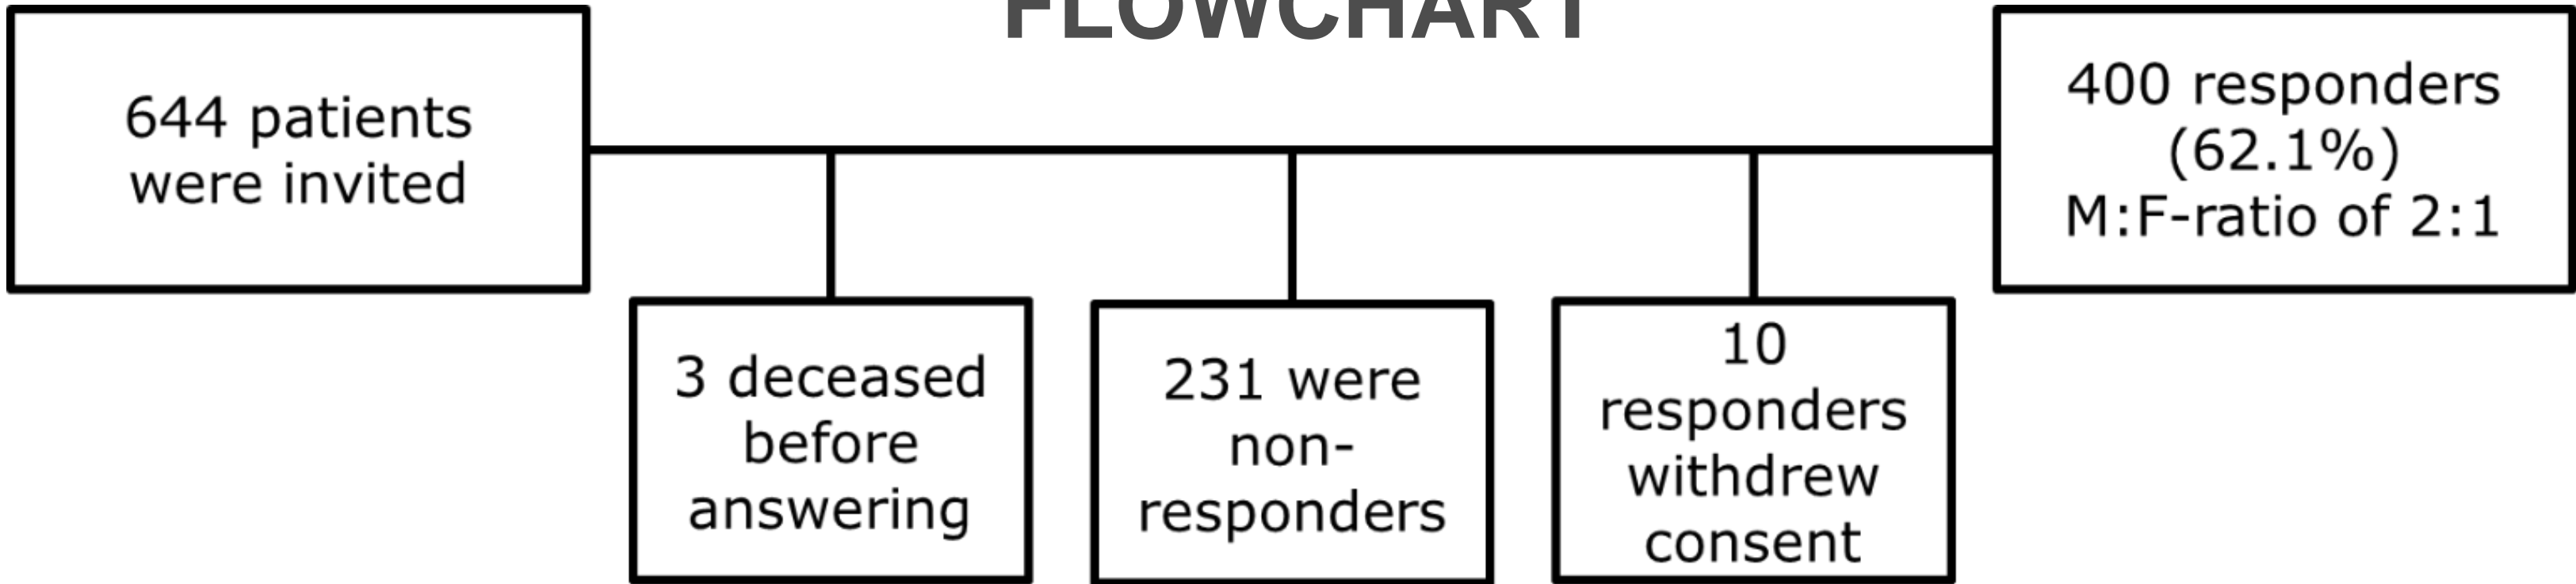 FLOWCHART
644 patients
were invited
400 responders
(62.1%)
M:F-ratio of 2:1
3 deceased
before
answering
231 were
non-
responders
10
responders
withdrew
consent